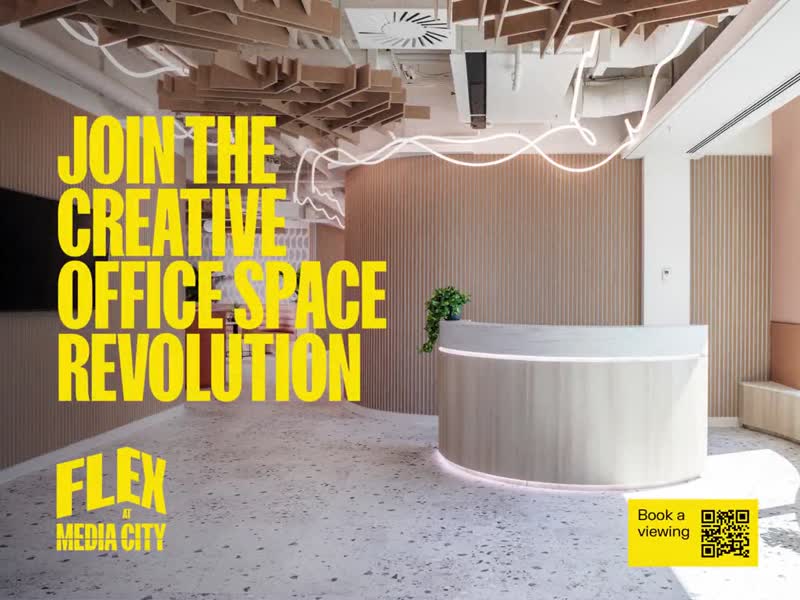 JOIN THE
CREATIVE
OFFICE SPACE
REVOLUTION
FLEX
AT
MEDIA CITY
Book a
viewing